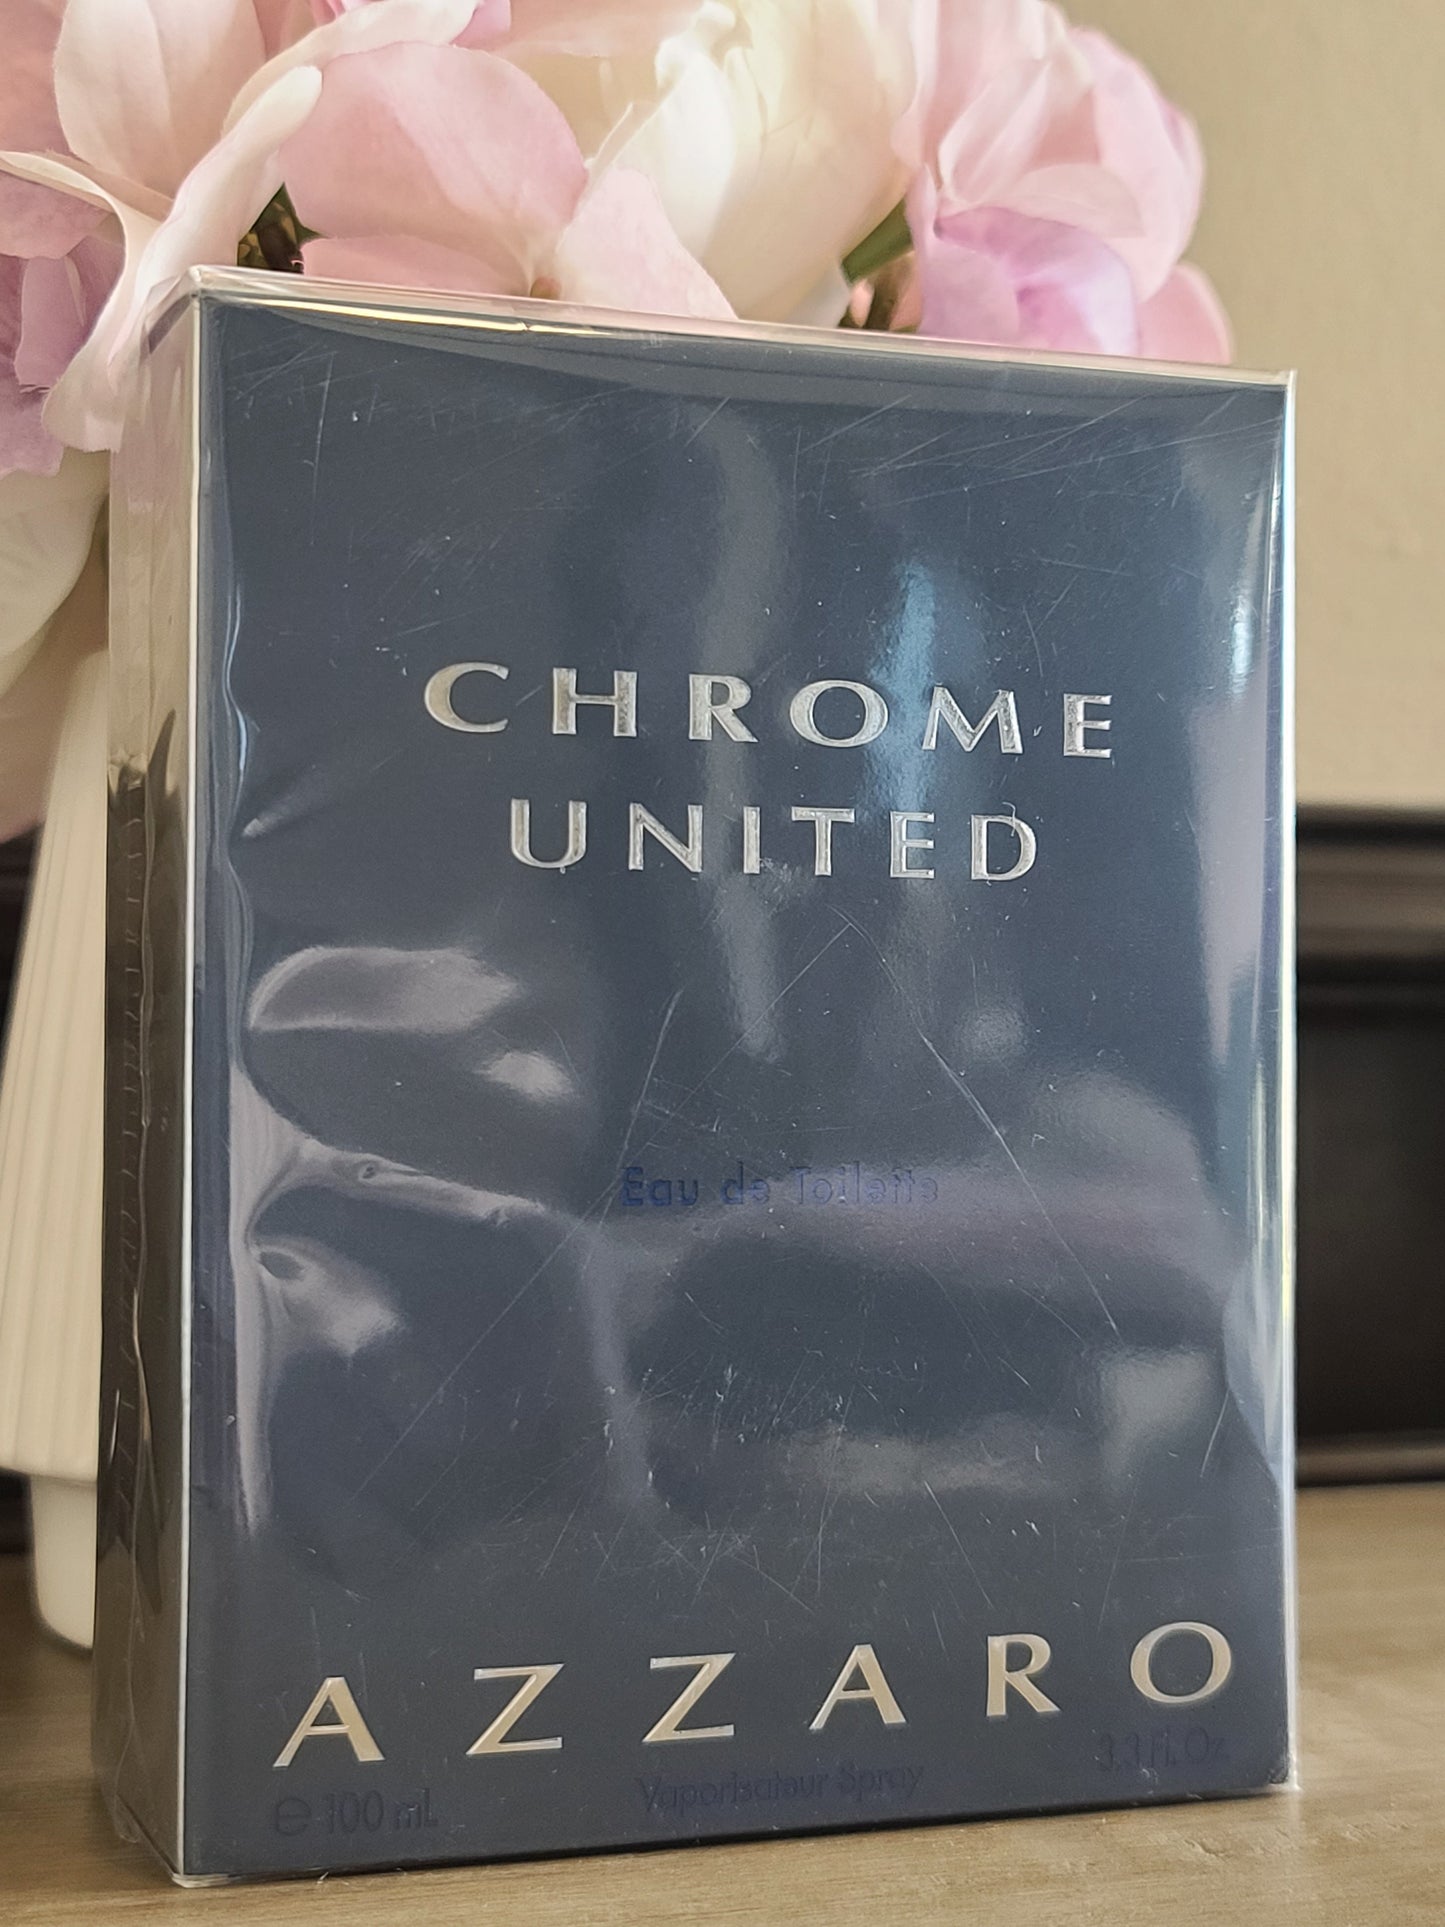 CHROME
UNITED
Eau de Toilette
AZZARO
e 100 mL Vaporisateur Spray 3.3 fl. Oz